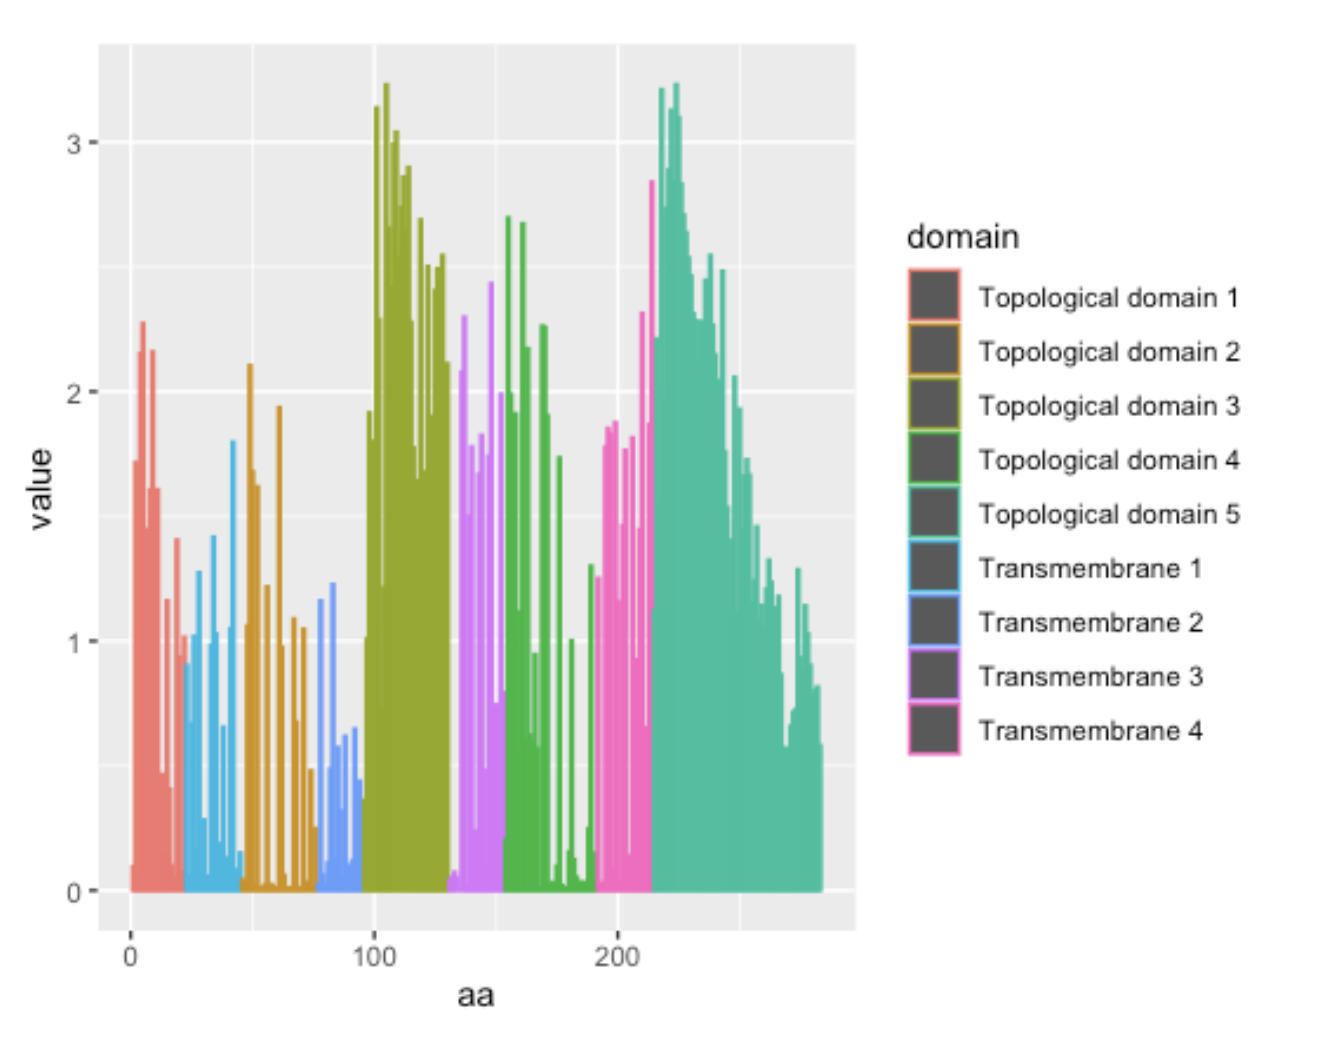 value
3
2
1
0
0
100
200
aa
domain
Topological domain 1
Topological domain 2
Topological domain 3
Topological domain 4
Topological domain 5
Transmembrane 1
Transmembrane 2
Transmembrane 3
Transmembrane 4